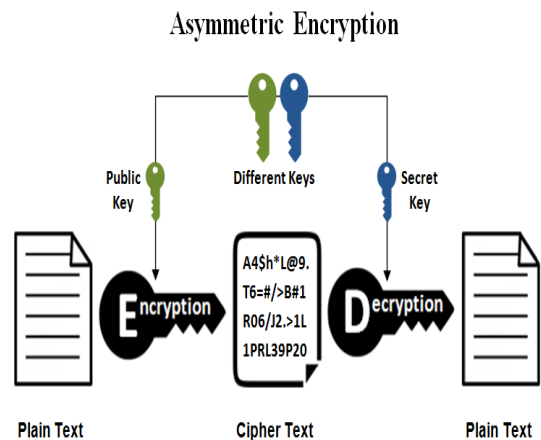 Asymmetric Encryption
Public
Key
Different Keys
Secret
Key
Encryption
A4$h*L@9.
T6=#/>B#1
R06/J2.>1L
1PRL39P20
Decryption
Plain Text
Cipher Text
Plain Text